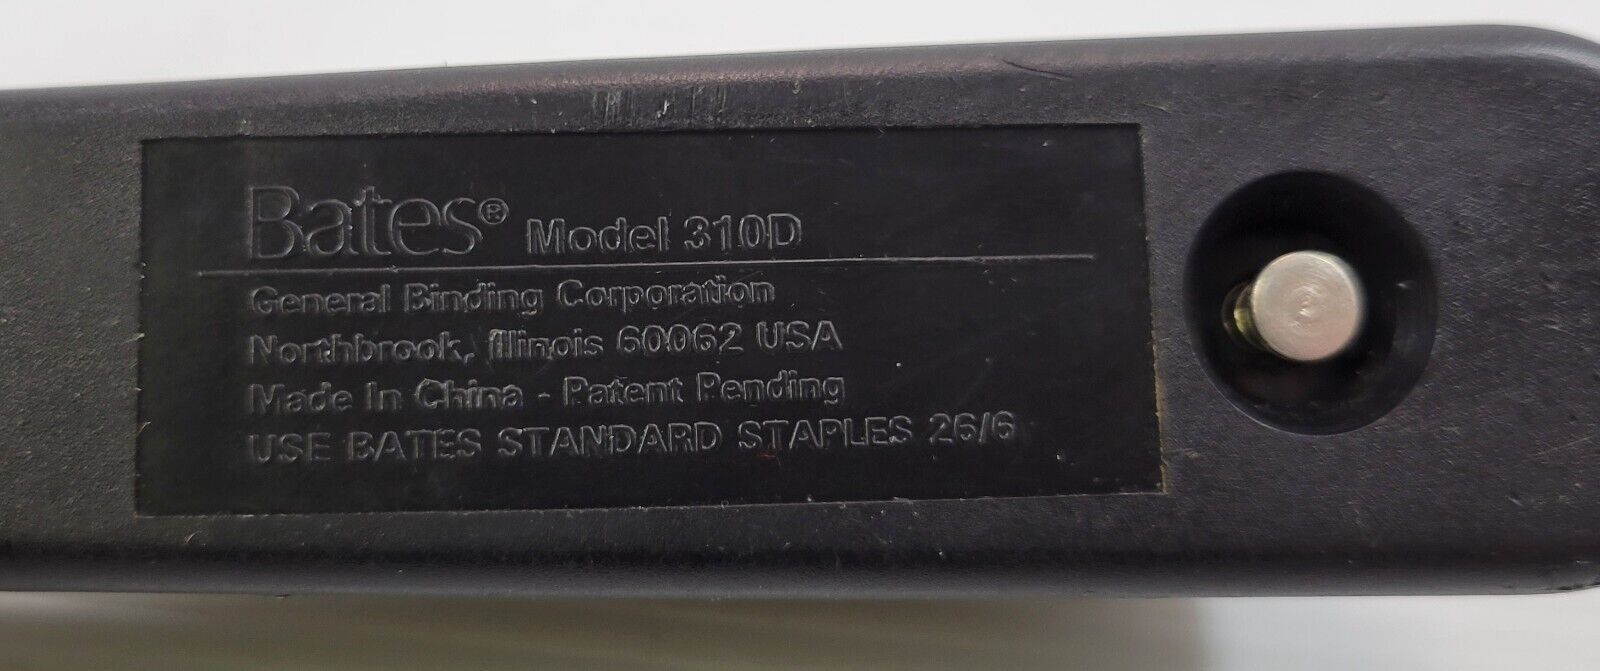 Bates® Model 310D
General Binding Corporation
Northbrook, Illinois 60062 USA
Made In China - Patent Pending
USE BATES STANDARD STAPLES 26/6